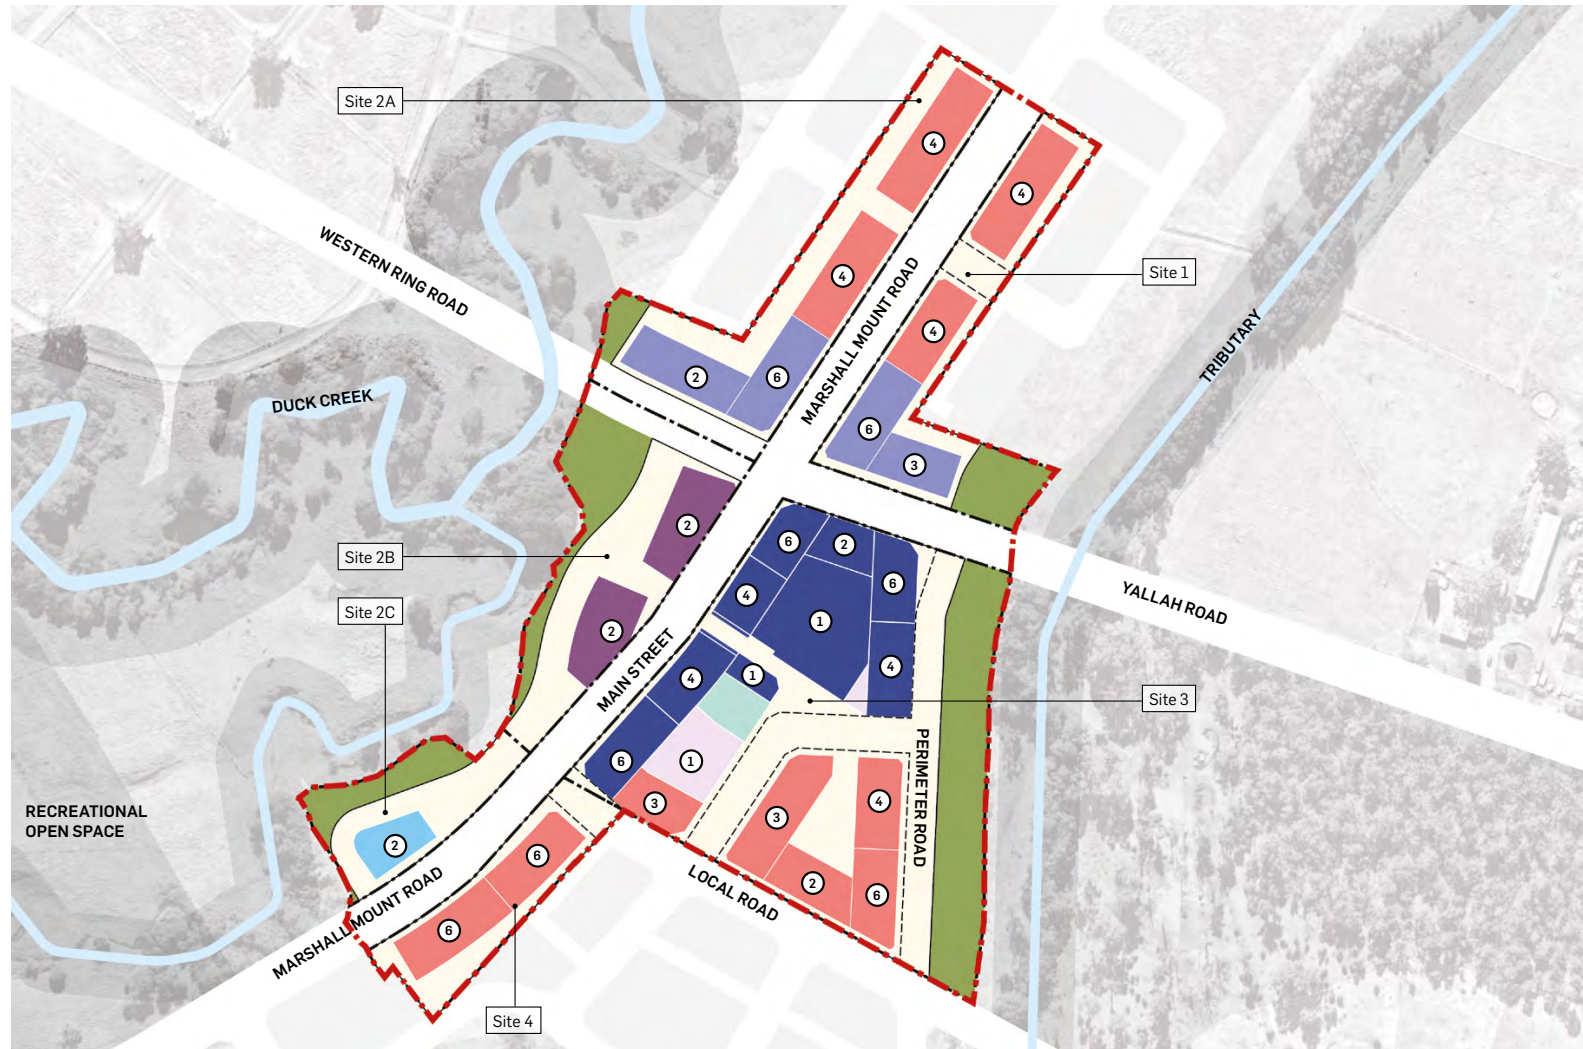 Site 2A
4
4
WESTERN RING ROAD
4
Site 1
MARSHALL MOUNT ROAD
4
TRIBUTARY
2
6
DUCK CREEK
6
3
2
6
2
Site 2B
6
4
YALLAH ROAD
Site 2C
1
2
MAIN STREET
4
4
1
Site 3
PERIMETER ROAD
6
1
4
3
3
RECREATIONAL
OPEN SPACE
2
6
2
6
LOCAL ROAD
MARSHALL MOUNT ROAD
6
Site 4